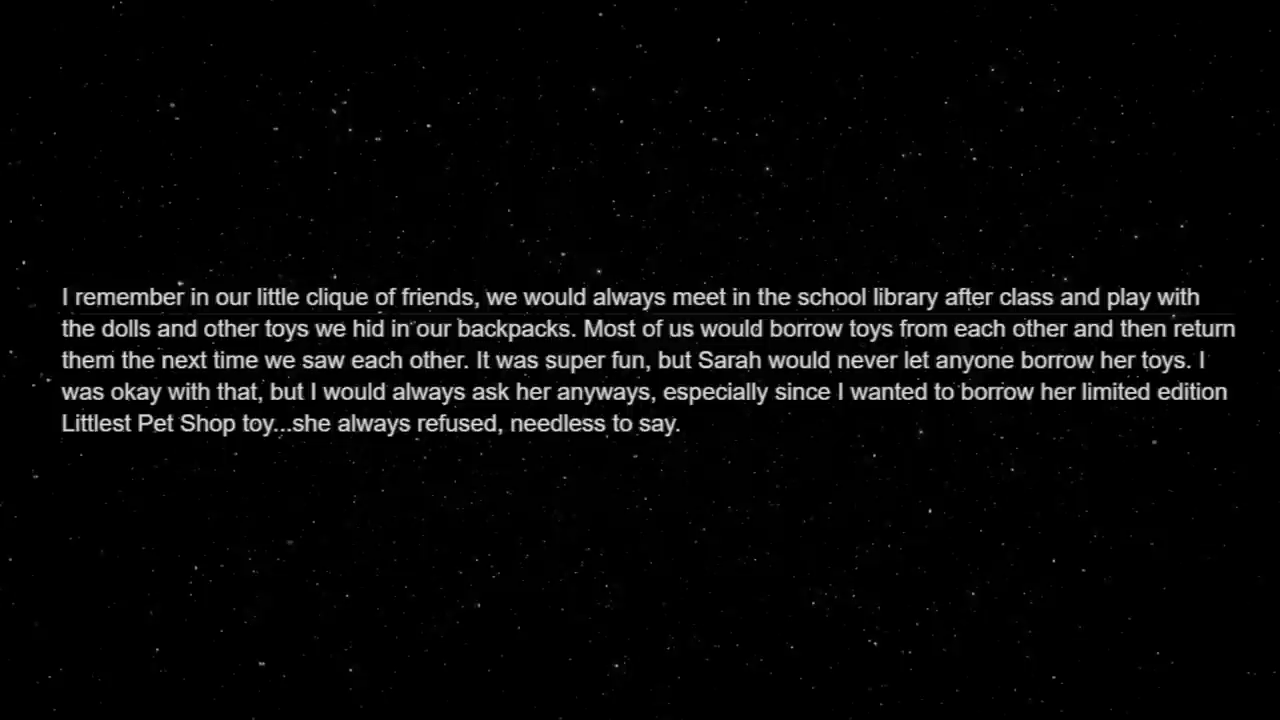 I remember in our little clique of friends, we would always meet in the school library after class and play with
the dolls and other toys we hid in our backpacks. Most of us would borrow toys from each other and then return
them the next time we saw each other. It was super fun, but Sarah would never let anyone borrow her toys. I
was okay with that, but I would always ask her anyways, especially since I wanted to borrow her limited edition
Littlest Pet Shop toy...she always refused, needless to say.